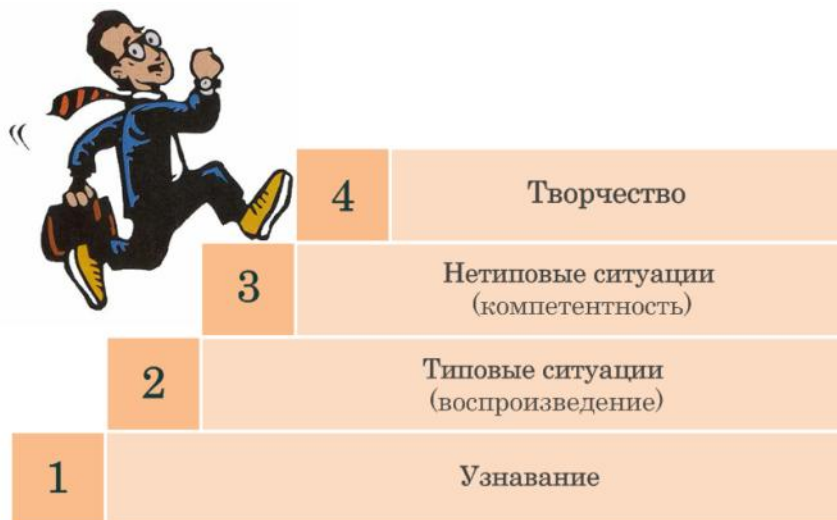 4
Творчество
3
Нетиповые ситуации
(компетентность)
2
Типовые ситуации
(воспроизведение)
1
Узнавание